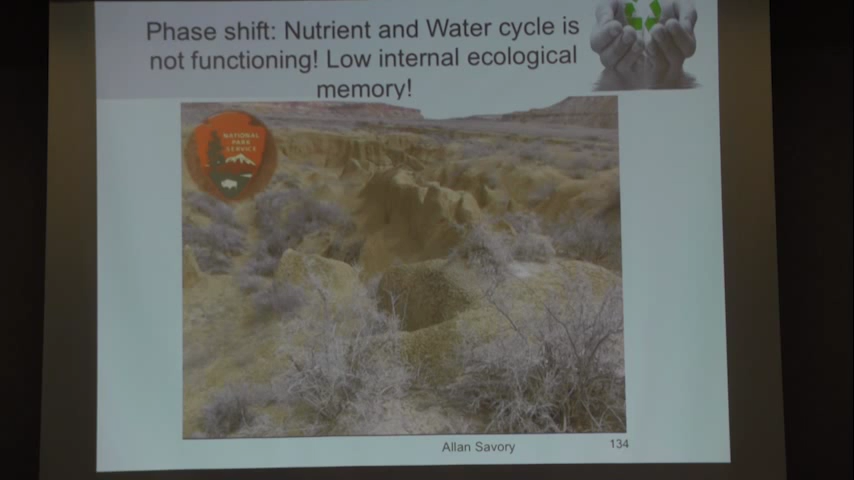 Phase shift: Nutrient and Water cycle is
not functioning! Low internal ecological
memory!
NATIONAL
PARK
SERVICE
Allan Savory
134